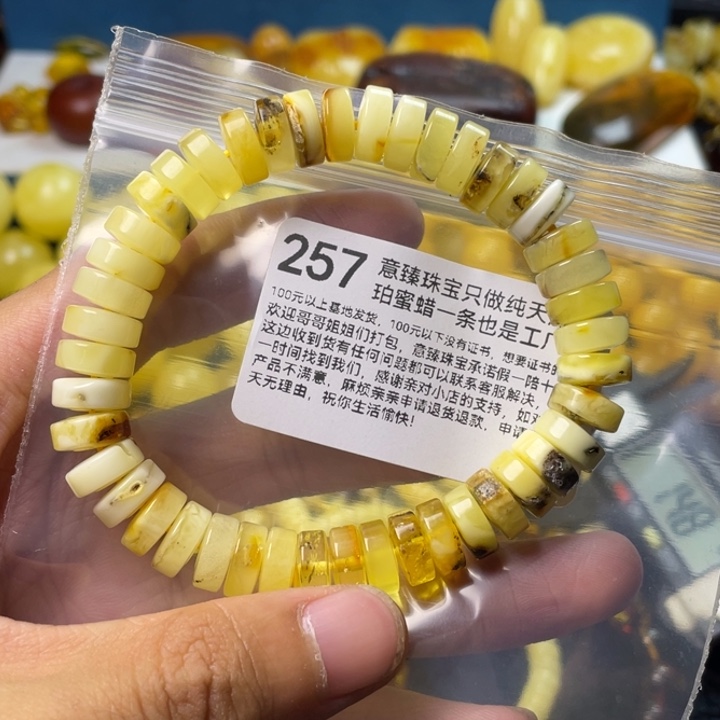 257
意臻珠宝只做纯天
珀蜜蜡一条也是工厂
100元以上基地发货，100元以下没有证书，想要证书的
欢迎哥哥姐姐们打包，意臻珠宝承诺假一赔十
这边收到货有任何问题都可以联系客服解决，
一时间找到我们，感谢亲对小店的支持，如对
产品不满意，麻烦亲亲申请退货退款，申请
天无理由，祝你生活愉快！